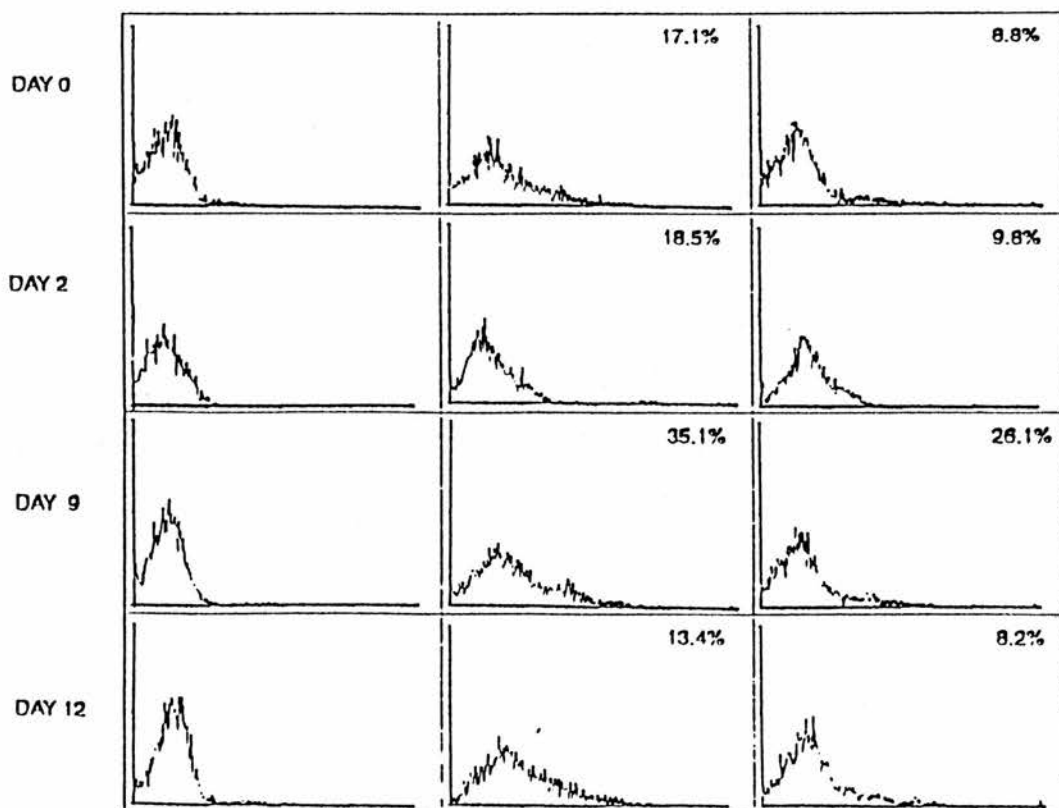 17.1% 8.8%
DAY 0
18.5% 9.8%
DAY 2
35.1% 26.1%
DAY 9
13.4% 8.2%
DAY 12